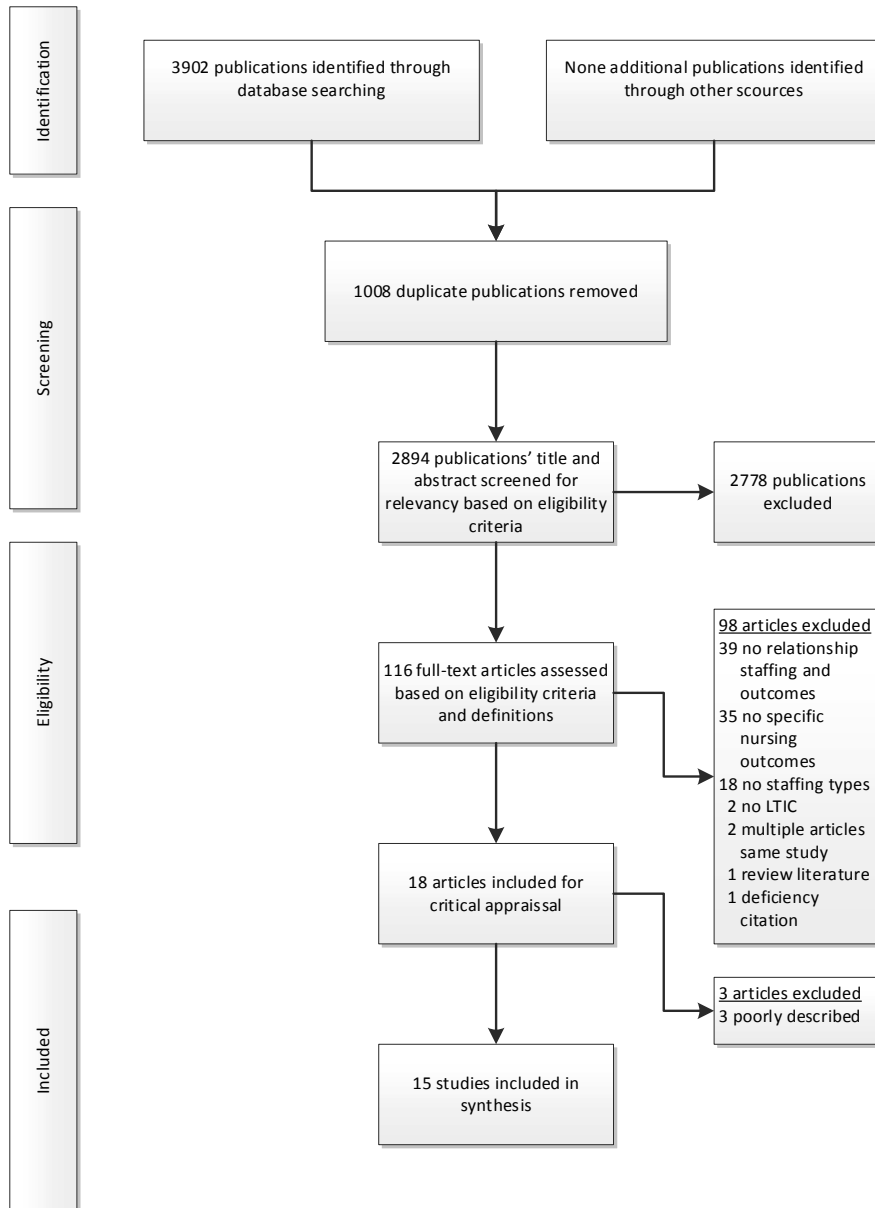 Identification
3902 publications identified through
database searching
None additional publications identified
through other scources
Screening
1008 duplicate publications removed
2894 publications’ title and
abstract screened for
relevancy based on eligibility
criteria
2778 publications
excluded
Eligibility
116 full-text articles assessed
based on eligibility criteria
and definitions
98 articles excluded
39 no relationship
staffing and
outcomes
35 no specific
nursing
outcomes
18 no staffing types
2 no LTIC
2 multiple articles
same study
1 review literature
1 deficiency
citation
18 articles included for
critical appraissal
Included
3 articles excluded
3 poorly described
15 studies included in
synthesis